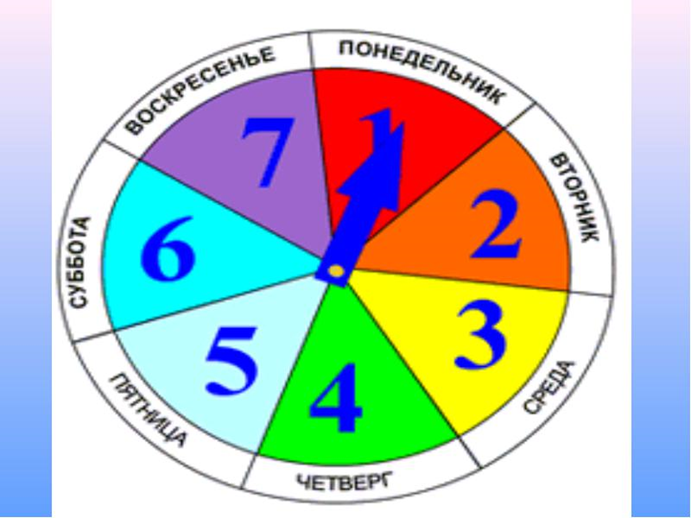 ПОНЕДЕЛЬНИК
ВТОРНИК
СРЕДА
ЧЕТВЕРГ
ПЯТНИЦА
СУББОТА
ВОСКРЕСЕНЬЕ
1
2
3
4
5
6
7